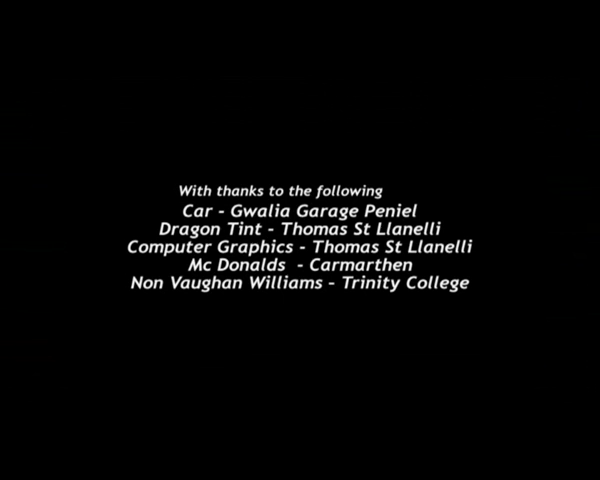 With thanks to the following
Car - Gwalia Garage Peniel
Dragon Tint - Thomas St Llanelli
Computer Graphics - Thomas St Llanelli
Mc Donalds  - Carmarthen
Non Vaughan Williams - Trinity College